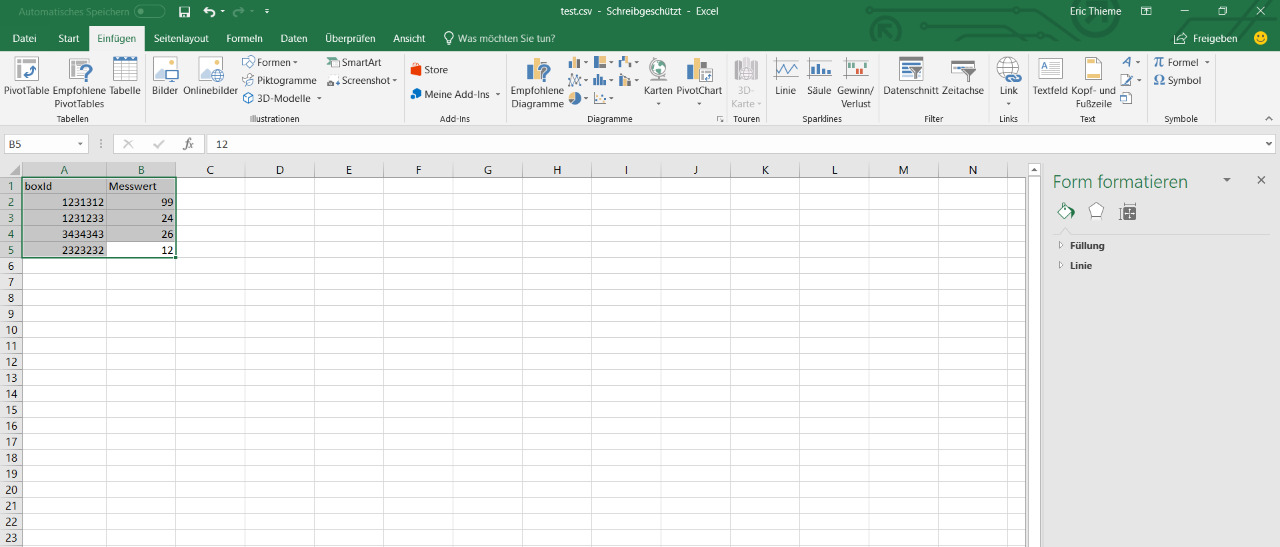 Automatisches Speichern
test.csv - Schreibgeschützt - Excel
Eric Thieme
Datei Start Einfügen Seitenlayout Formeln Daten Überprüfen Ansicht Was möchten Sie tun? Freigeben
PivotTable Empfohlene PivotTables Tabelle
Tabellen
Bilder Onlinebilder Formen Piktogramme 3D-Modelle SmartArt Screenshot
Illustrationen
Store
Meine Add-Ins
Add-Ins
Empfohlene Diagramme Karten PivotChart
Diagramme
3D-Karte
Touren
Linie Säule Gewinn/Verlust
Sparklines
Datenschnitt Zeitachse
Filter
Link
Links
Textfeld Kopf- und Fußzeile
Text
Formel
Symbol
Symbole
B5 fx 12
A B C D E F G H I J K L M N
1 boxId Messwert
2 1231312 99
3 1231233 24
4 3434343 26
5 2323232 12
6
7
8
9
10
11
12
13
14
15
16
17
18
19
20
21
22
23
Form formatieren
Füllung
Linie